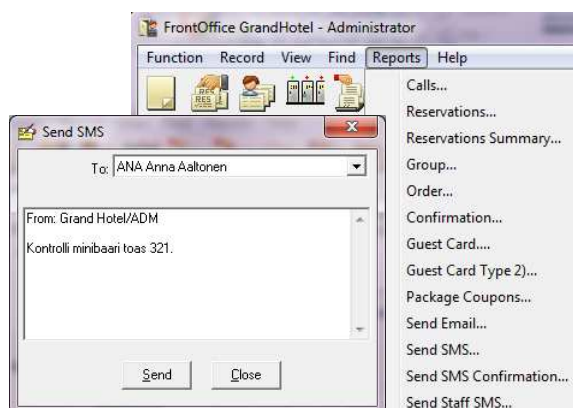 FrontOffice GrandHotel - Administrator
Function Record View Find Reports Help
RES
RES
Calls...
Reservations...
Reservations Summary...
Group...
Order...
Confirmation...
Guest Card....
Guest Card Type 2)...
Package Coupons...
Send Email...
Send SMS...
Send SMS Confirmation...
Send Staff SMS...
Send SMS
To: ANA Anna Aaltonen
From: Grand Hotel/ADM
Kontrolli minibaari toas 321.
Send Close